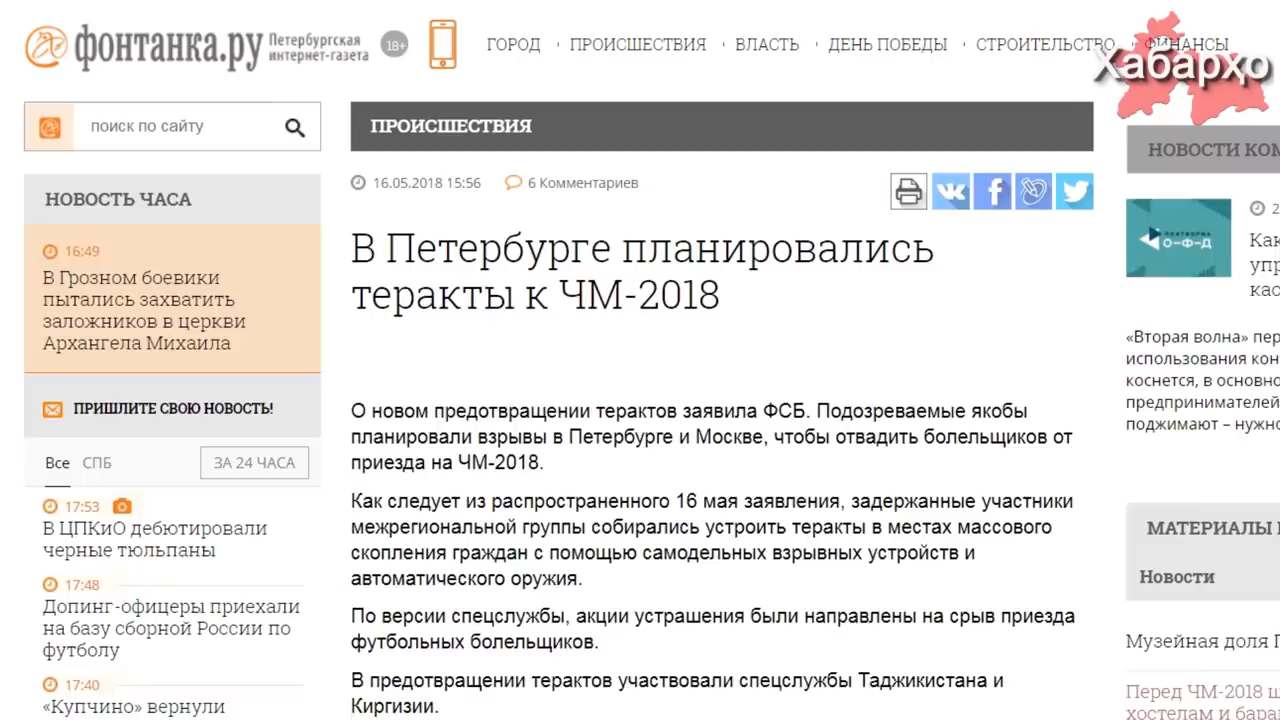 фонтанка.ру
Петербургская
интернет-газета
18+
ГОРОД
ПРОИСШЕСТВИЯ
ВЛАСТЬ
ДЕНЬ ПОБЕДЫ
СТРОИТЕЛЬСТВО
ФИНАНСЫ
Хабарҳо
поиск по сайту
НОВОСТЬ ЧАСА
16:49
В Грозном боевики
пытались захватить
заложников в церкви
Архангела Михаила
ПРИШЛИТЕ СВОЮ НОВОСТЬ!
Все СПБ
ЗА 24 ЧАСА
17:53
В ЦПКиО дебютировали
черные тюльпаны
17:48
Допинг-офицеры приехали
на базу сборной России по
футболу
17:40
«Купчино» вернули
ПРОИСШЕСТВИЯ
16.05.2018 15:56
6 Комментариев
В Петербурге планировались
теракты к ЧМ-2018
О новом предотвращении терактов заявила ФСБ. Подозреваемые якобы
планировали взрывы в Петербурге и Москве, чтобы отвадить болельщиков от
приезда на ЧМ-2018.
Как следует из распространенного 16 мая заявления, задержанные участники
межрегиональной группы собирались устроить теракты в местах массового
скопления граждан с помощью самодельных взрывных устройств и
автоматического оружия.
По версии спецслужбы, акции устрашения были направлены на срыв приезда
футбольных болельщиков.
В предотвращении терактов участвовали спецслужбы Таджикистана и
Киргизии.
НОВОСТИ КОМ
ПЛАТФОРМА
О-Ф-Д
2
Как
упр
кас
«Вторая волна» пер
использования кон
коснется, в основно
предпринимателей
поджимают – нужно
МАТЕРИАЛЫ
Новости
Музейная доля
Перед ЧМ-2018
хостелам и бара